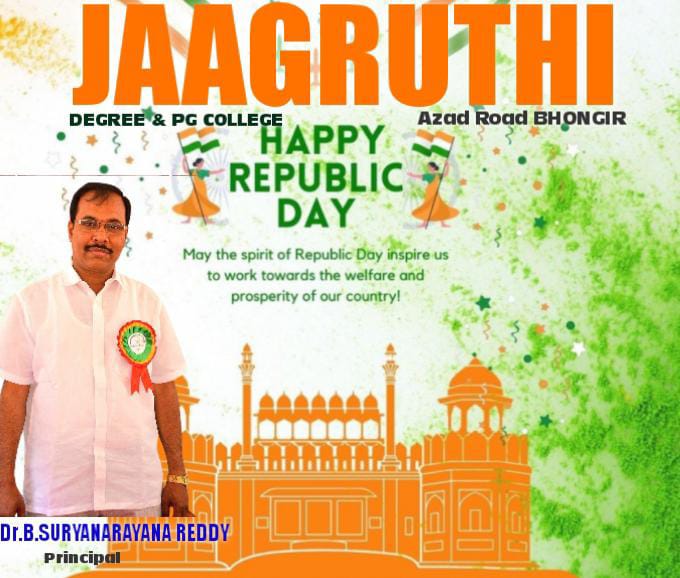 JAAGRUTHI
DEGREE & PG COLLEGE
Azad Road BHONGIR
HAPPY
REPUBLIC
DAY
May the spirit of Republic Day inspire us
to work towards the welfare and
prosperity of our country!
Dr.B.SURYANARAYANA REDDY
Principal